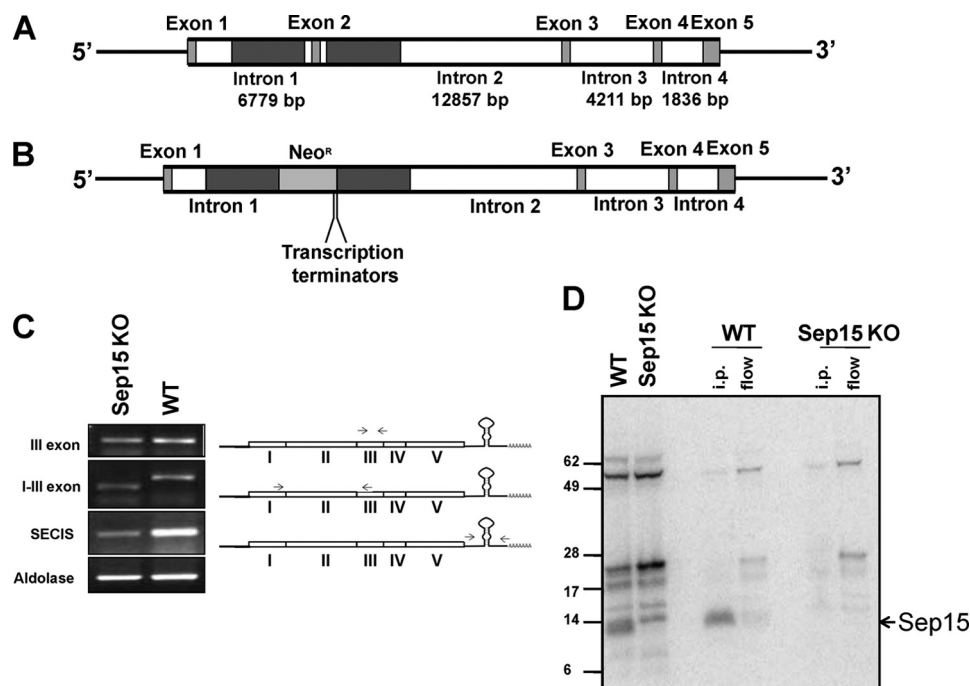 A
Exon 1 Exon 2 Exon 3 Exon 4 Exon 5
5’ 3’
Intron 1 Intron 2 Intron 3 Intron 4
6779 bp 12857 bp 4211 bp 1836 bp
B
Exon 1 Neoᴿ Exon 3 Exon 4 Exon 5
5’ 3’
Intron 1 Intron 2 Intron 3 Intron 4
Transcription
terminators
C
Sep15 KO WT
III exon
I II III IV V
I-III exon
I II III IV V
SECIS
I II III IV V
Aldolase
D
WT Sep15 KO
WT Sep15 KO
i.p. flow i.p. flow
62
49
28
17
14
6
Sep15